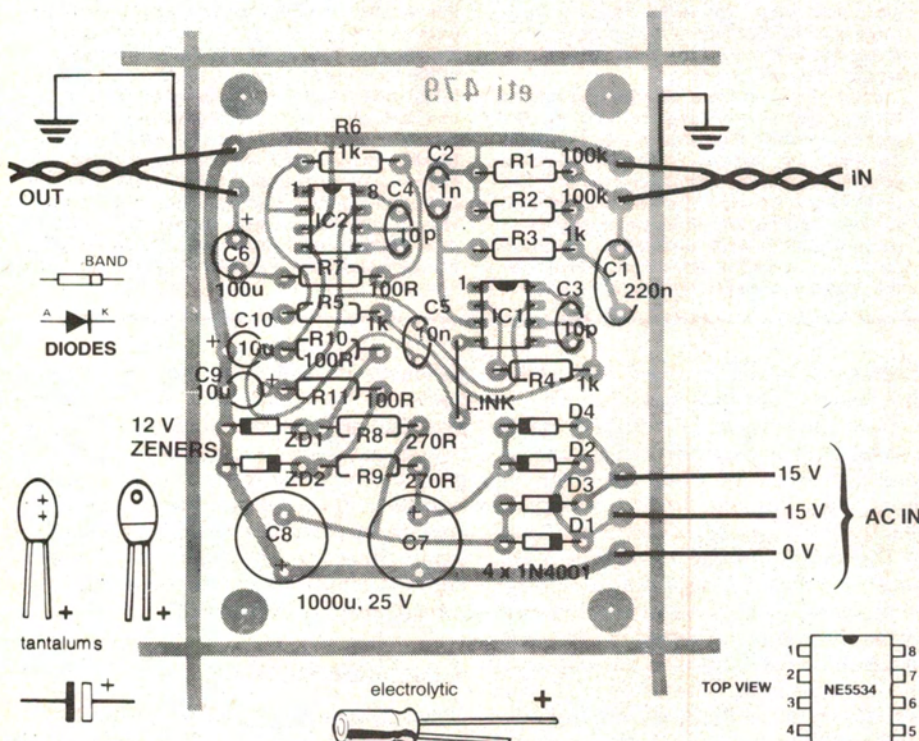 eti 479
R6
1k
C2
1n
R1
100k
OUT
1
8
C4
IC2
10p
R2
100k
iN
R3
1k
+
C6
100u
R7
100R
C1
220n
BAND
A
K
DIODES
R5
1k
C5
10n
1
IC1
C3
10p
C10
+
10u
R10
100R
C9
10u
+
R11
100R
R4
1k
LINK
12 V
ZENERS
ZD1
R8
270R
D4
ZD2
R9
270R
D2
D3
D1
15 V
15 V
0 V
AC IN
C8
+
C7
+
4 x 1N4001
1000u, 25 V
+
+
+
+
tantalums
+
electrolytic
+
TOP VIEW
NE5534
1
2
3
4
8
7
6
5